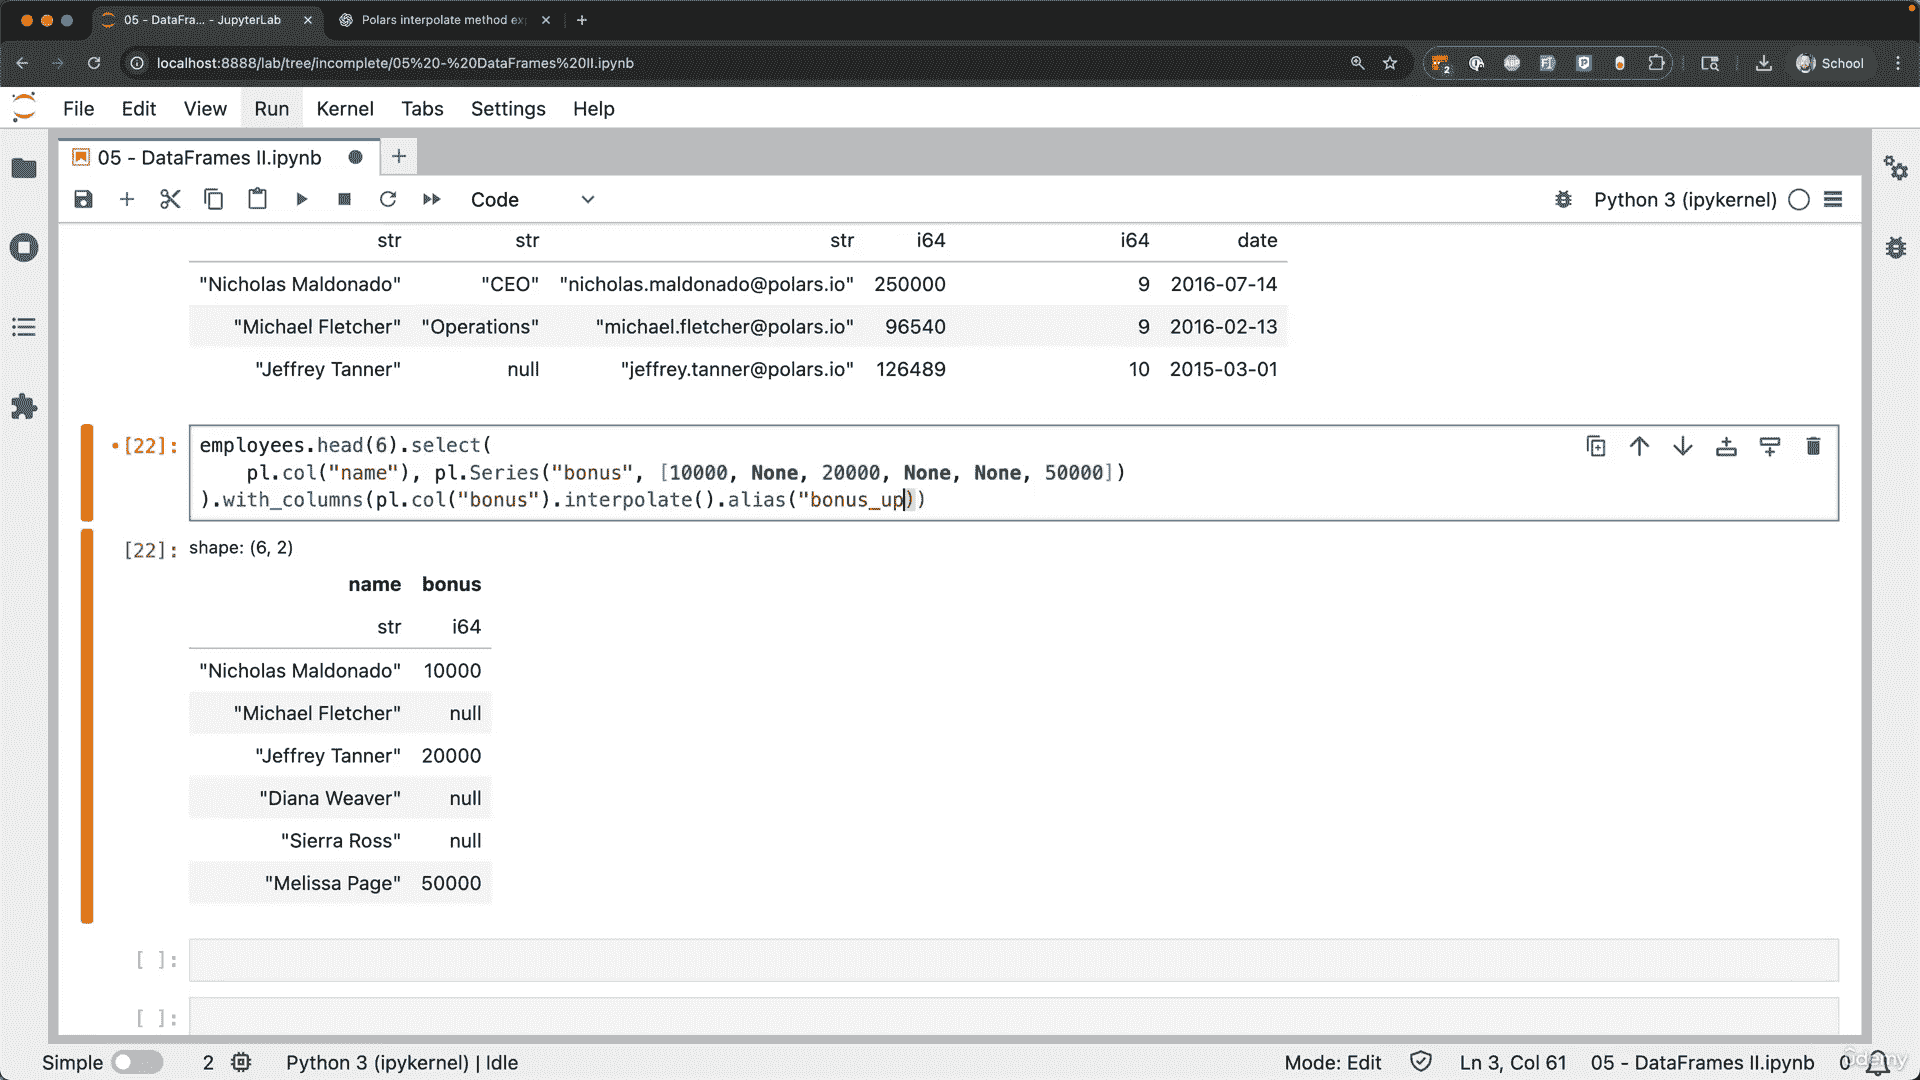 05 - DataFra... - JupyterLab
Polars interpolate method ex
localhost:8888/lab/tree/incomplete/05%20-%20DataFrames%20II.ipynb
2
ABP
School
File Edit View Run Kernel Tabs Settings Help
05 - DataFrames II.ipynb
Code
Python 3 (ipykernel)
str str str i64 i64 date
"Nicholas Maldonado" "CEO" "nicholas.maldonado@polars.io" 250000 9 2016-07-14
"Michael Fletcher" "Operations" "michael.fletcher@polars.io" 96540 9 2016-02-13
"Jeffrey Tanner" null "jeffrey.tanner@polars.io" 126489 10 2015-03-01
[22]: employees.head(6).select(
pl.col("name"), pl.Series("bonus", [10000, None, 20000, None, None, 50000])
).with_columns(pl.col("bonus").interpolate().alias("bonus_up))
[22]: shape: (6, 2)
name bonus
str i64
"Nicholas Maldonado" 10000
"Michael Fletcher" null
"Jeffrey Tanner" 20000
"Diana Weaver" null
"Sierra Ross" null
"Melissa Page" 50000
[ ]:
[ ]:
Simple 2 Python 3 (ipykernel) | Idle Mode: Edit Ln 3, Col 61 05 - DataFrames II.ipynb 0
Udemy